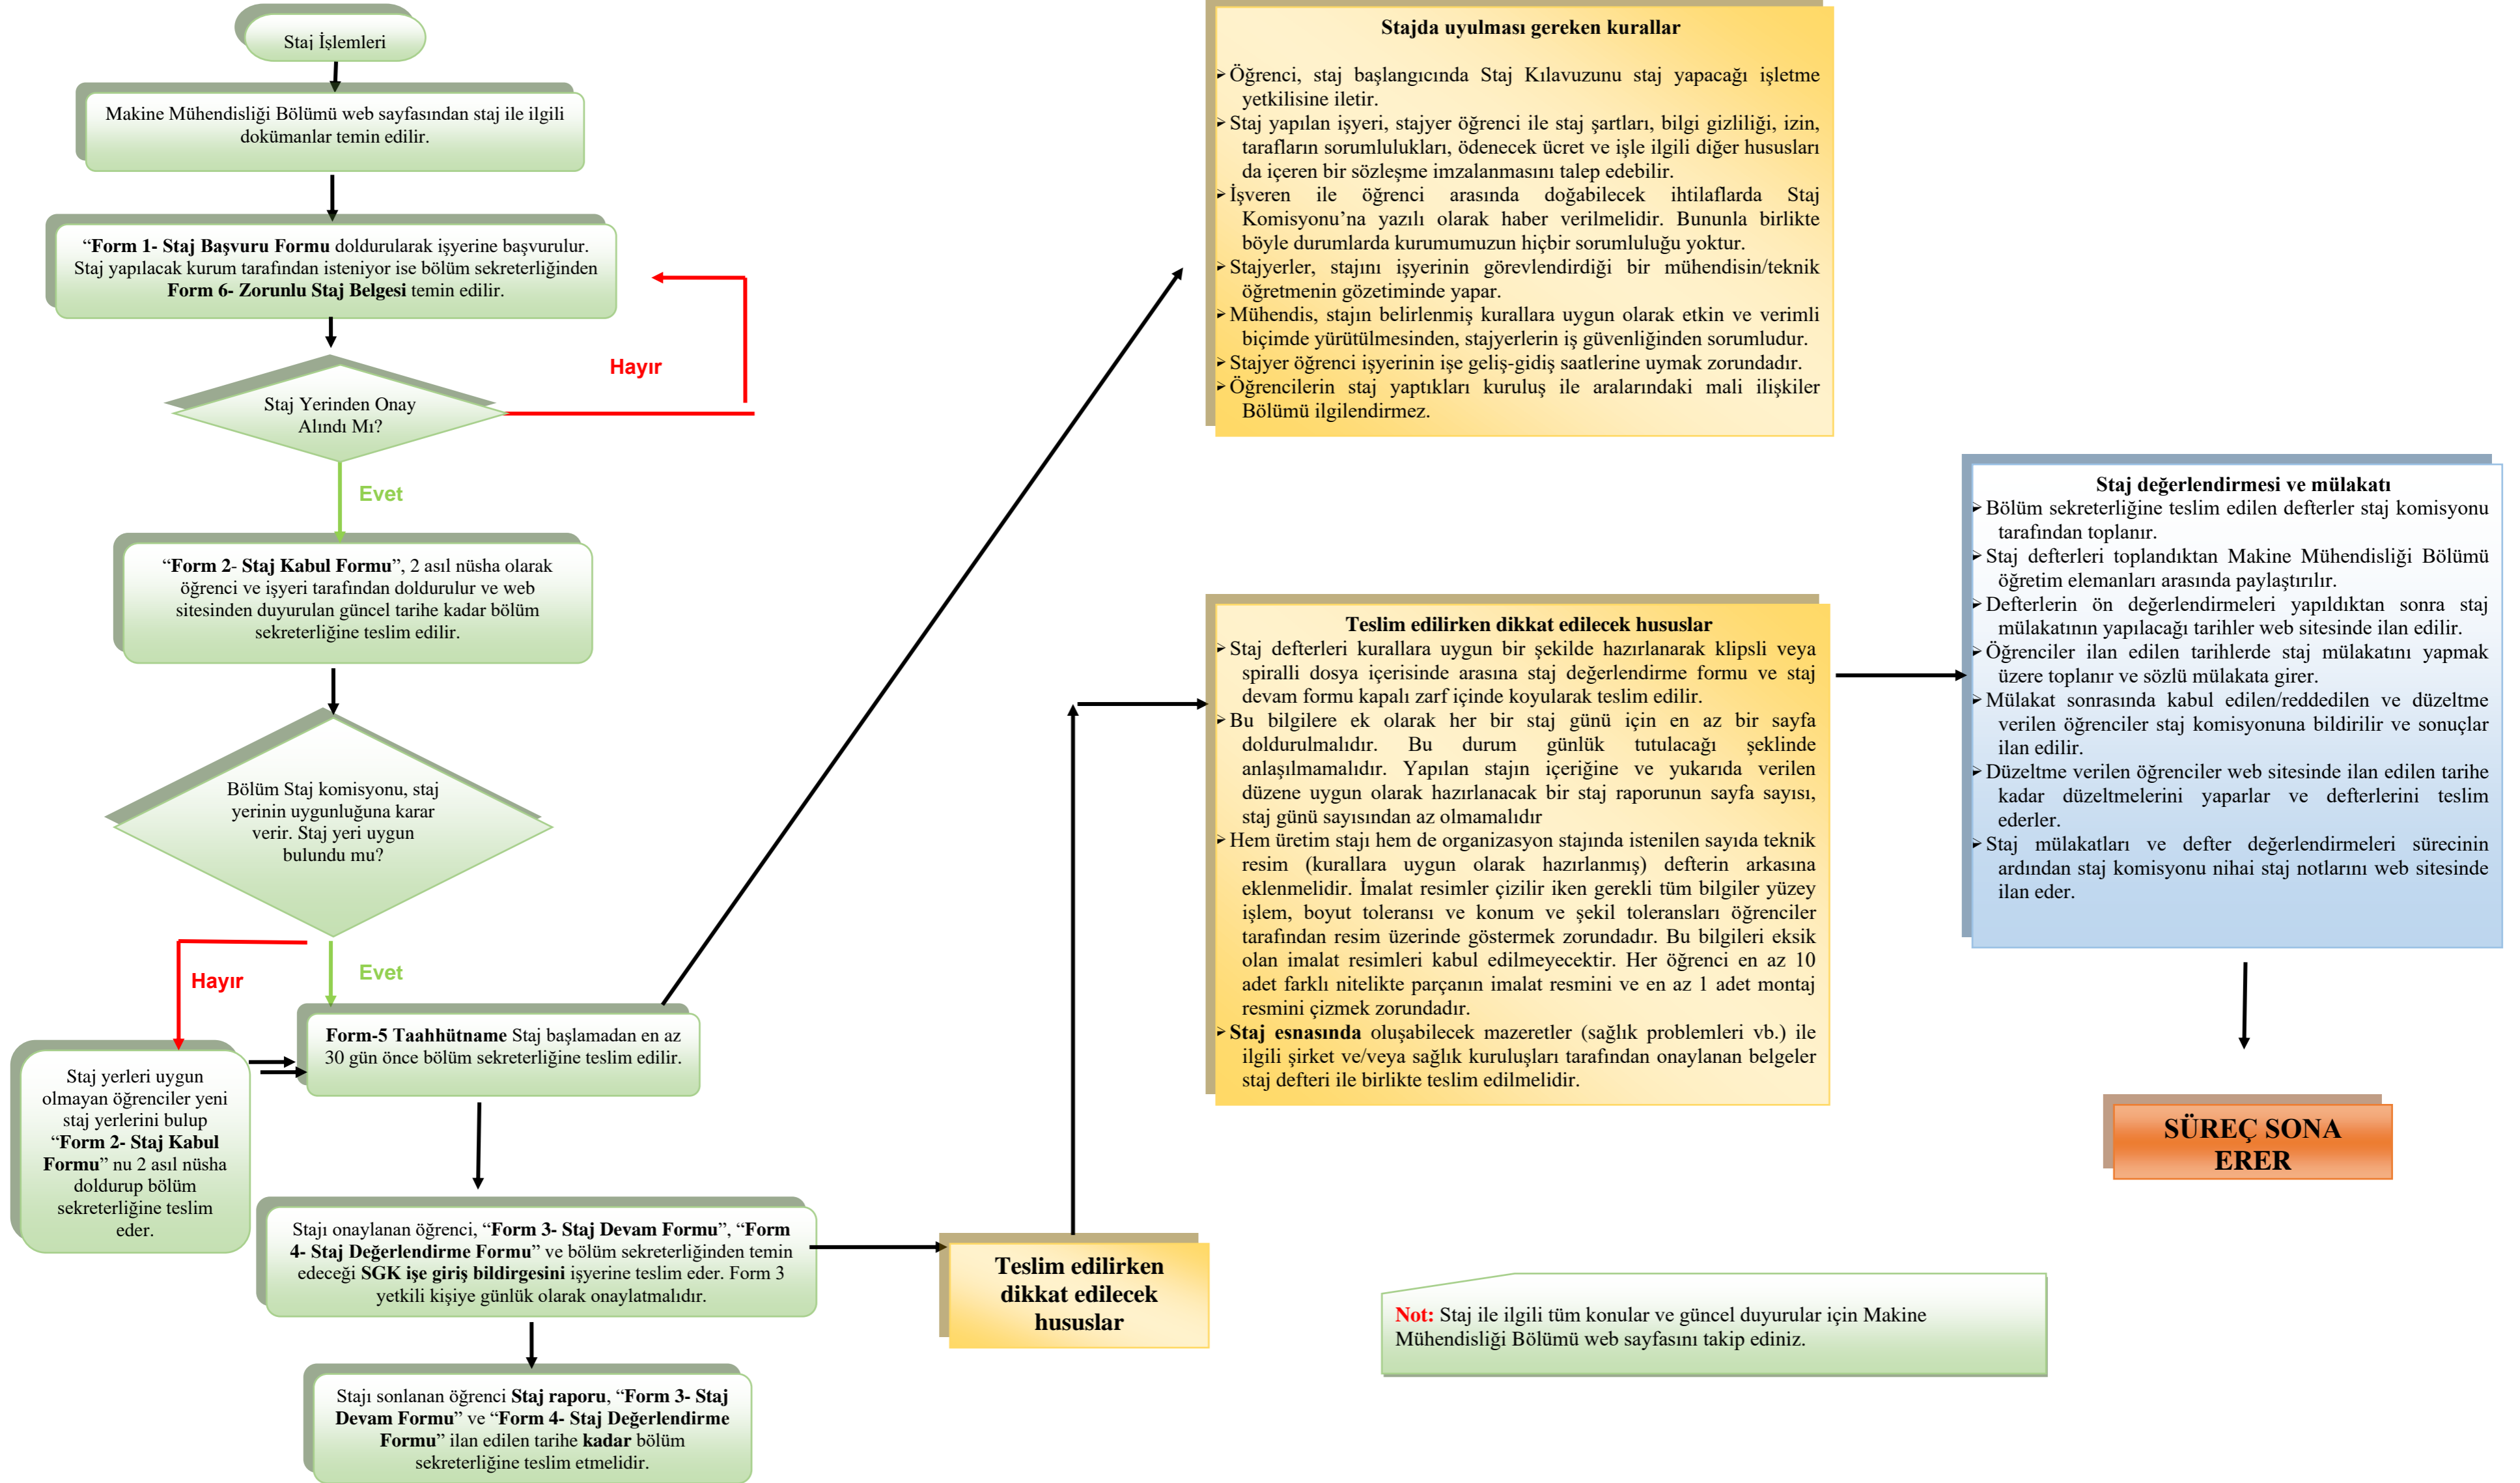 Staj İşlemleri
Makine Mühendisliği Bölümü web sayfasından staj ile ilgili
dokümanlar temin edilir.
“Form 1- Staj Başvuru Formu doldurularak işyerine başvurulur.
Staj yapılacak kurum tarafından isteniyor ise bölüm sekreterliğinden
Form 6- Zorunlu Staj Belgesi temin edilir.
Hayır
Staj Yerinden Onay
Alındı Mı?
Evet
“Form 2- Staj Kabul Formu”, 2 asıl nüsha olarak
öğrenci ve işyeri tarafından doldurulur ve web
sitesinden duyurulan güncel tarihe kadar bölüm
sekreterliğine teslim edilir.
Bölüm Staj komisyonu, staj
yerinin uygunluğuna karar
verir. Staj yeri uygun
bulundu mu?
Hayır
Evet
Form-5 Taahhütname Staj başlamadan en az
30 gün önce bölüm sekreterliğine teslim edilir.
Staj yerleri uygun
olmayan öğrenciler yeni
staj yerlerini bulup
“Form 2- Staj Kabul
Formu” nu 2 asıl nüsha
doldurup bölüm
sekreterliğine teslim
eder.
Stajı onaylanan öğrenci, “Form 3- Staj Devam Formu”, “Form
4- Staj Değerlendirme Formu” ve bölüm sekreterliğinden temin
edeceği SGK işe giriş bildirgesini işyerine teslim eder. Form 3
yetkili kişiye günlük olarak onaylatmalıdır.
Stajı sonlanan öğrenci Staj raporu, “Form 3- Staj
Devam Formu” ve “Form 4- Staj Değerlendirme
Formu” ilan edilen tarihe kadar bölüm
sekreterliğine teslim etmelidir.
Teslim edilirken
dikkat edilecek
hususlar
Stajda uyulması gereken kurallar
➢Öğrenci, staj başlangıcında Staj Kılavuzunu staj yapacağı işletme
yetkilisine iletir.
➢Staj yapılan işyeri, stajyer öğrenci ile staj şartları, bilgi gizliliği, izin,
tarafların sorumlulukları, ödenecek ücret ve işle ilgili diğer hususları
da içeren bir sözleşme imzalanmasını talep edebilir.
➢İşveren ile öğrenci arasında doğabilecek ihtilaflarda Staj
Komisyonu’na yazılı olarak haber verilmelidir. Bununla birlikte
böyle durumlarda kurumumuzun hiçbir sorumluluğu yoktur.
➢Stajyerler, stajını işyerinin görevlendirdiği bir mühendisin/teknik
öğretmenin gözetiminde yapar.
➢Mühendis, stajın belirlenmiş kurallara uygun olarak etkin ve verimli
biçimde yürütülmesinden, stajyerlerin iş güvenliğinden sorumludur.
➢Stajyer öğrenci işyerinin işe geliş-gidiş saatlerine uymak zorundadır.
➢Öğrencilerin staj yaptıkları kuruluş ile aralarındaki mali ilişkiler
Bölümü ilgilendirmez.
Teslim edilirken dikkat edilecek hususlar
➢Staj defterleri kurallara uygun bir şekilde hazırlanarak klipsli veya
spiralli dosya içerisinde arasına staj değerlendirme formu ve staj
devam formu kapalı zarf içinde koyularak teslim edilir.
➢Bu bilgilere ek olarak her bir staj günü için en az bir sayfa
doldurulmalıdır. Bu durum günlük tutulacağı şeklinde
anlaşılmamalıdır. Yapılan stajın içeriğine ve yukarıda verilen
düzene uygun olarak hazırlanacak bir staj raporunun sayfa sayısı,
staj günü sayısından az olmamalıdır
➢Hem üretim stajı hem de organizasyon stajında istenilen sayıda teknik
resim (kurallara uygun olarak hazırlanmış) defterin arkasına
eklenmelidir. İmalat resimler çizilir iken gerekli tüm bilgiler yüzey
işlem, boyut toleransı ve konum ve şekil toleransları öğrenciler
tarafından resim üzerinde göstermek zorundadır. Bu bilgileri eksik
olan imalat resimleri kabul edilmeyecektir. Her öğrenci en az 10
adet farklı nitelikte parçanın imalat resmini ve en az 1 adet montaj
resmini çizmek zorundadır.
➢Staj esnasında oluşabilecek mazeretler (sağlık problemleri vb.) ile
ilgili şirket ve/veya sağlık kuruluşları tarafından onaylanan belgeler
staj defteri ile birlikte teslim edilmelidir.
Staj değerlendirmesi ve mülakatı
➢Bölüm sekreterliğine teslim edilen defterler staj komisyonu
tarafından toplanır.
➢Staj defterleri toplandıktan Makine Mühendisliği Bölümü
öğretim elemanları arasında paylaştırılır.
➢Defterlerin ön değerlendirmeleri yapıldıktan sonra staj
mülakatının yapılacağı tarihler web sitesinde ilan edilir.
➢Öğrenciler ilan edilen tarihlerde staj mülakatını yapmak
üzere toplanır ve sözlü mülakata girer.
➢Mülakat sonrasında kabul edilen/reddedilen ve düzeltme
verilen öğrenciler staj komisyonuna bildirilir ve sonuçlar
ilan edilir.
➢Düzeltme verilen öğrenciler web sitesinde ilan edilen tarihe
kadar düzeltmelerini yaparlar ve defterlerini teslim
ederler.
➢Staj mülakatları ve defter değerlendirmeleri sürecinin
ardından staj komisyonu nihai staj notlarını web sitesinde
ilan eder.
SÜREÇ SONA
ERER
Not: Staj ile ilgili tüm konular ve güncel duyurular için Makine
Mühendisliği Bölümü web sayfasını takip ediniz.